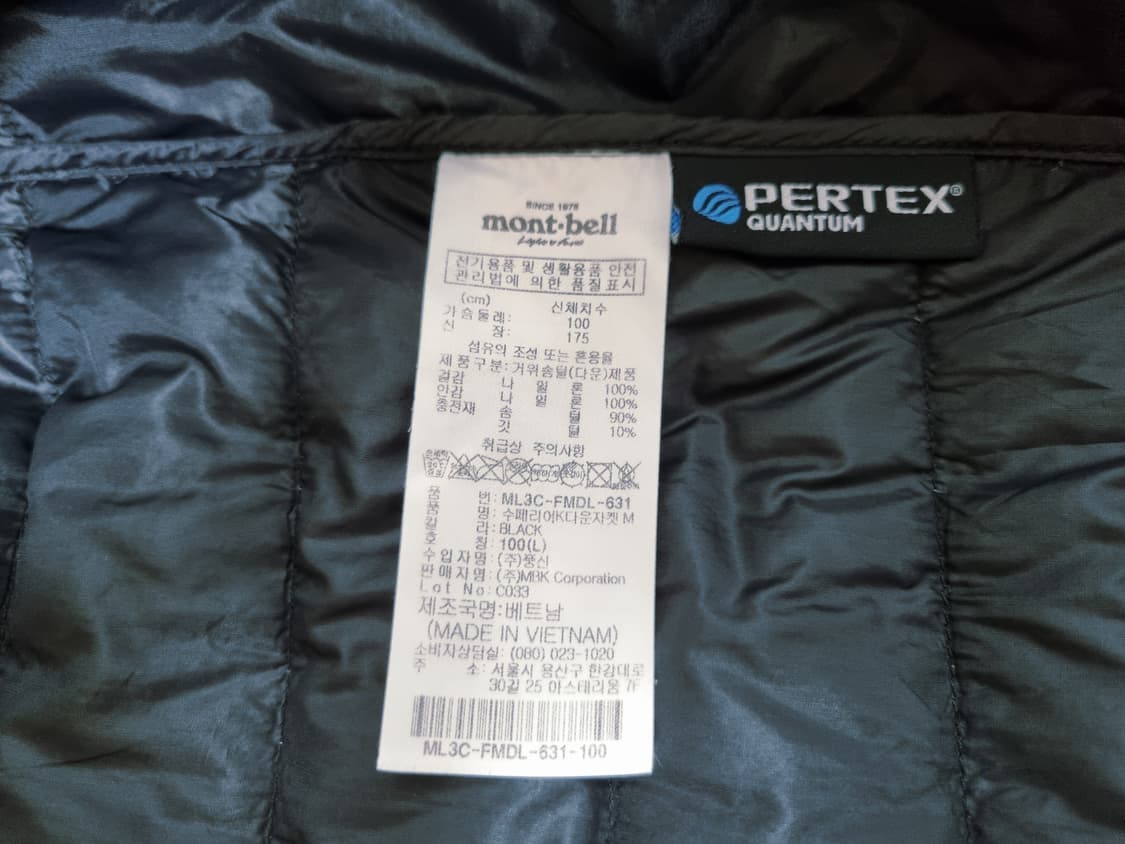 SINCE 1975
mont·bell
Light & Fast
전기용품 및 생활용품 안전
관리법에 의한 품질표시
(cm) 신체치수
가슴둘레: 100
신 장: 175
섬유의 조성 또는 혼용율
제품구분:거위솜털(다운)제품
겉감 나 일 론 100%
안감 나 일 론 100%
충전재 솜 털 90%
깃 털 10%
취급상 주의사항
품 번: ML3C-FMDL-631
품 명: 수페리어K다운자켓 M
칼 라: BLACK
호 칭: 100(L)
수입자명: (주)풍신
판매자명: (주)MBK Corporation
Lot No: C033
제조국명:베트남
(MADE IN VIETNAM)
소비자상담실: (080) 023-1020
주 소: 서울시 용산구 한강대로
30길 25 아스테리움 7F
ML3C-FMDL-631-100
PERTEX®
QUANTUM